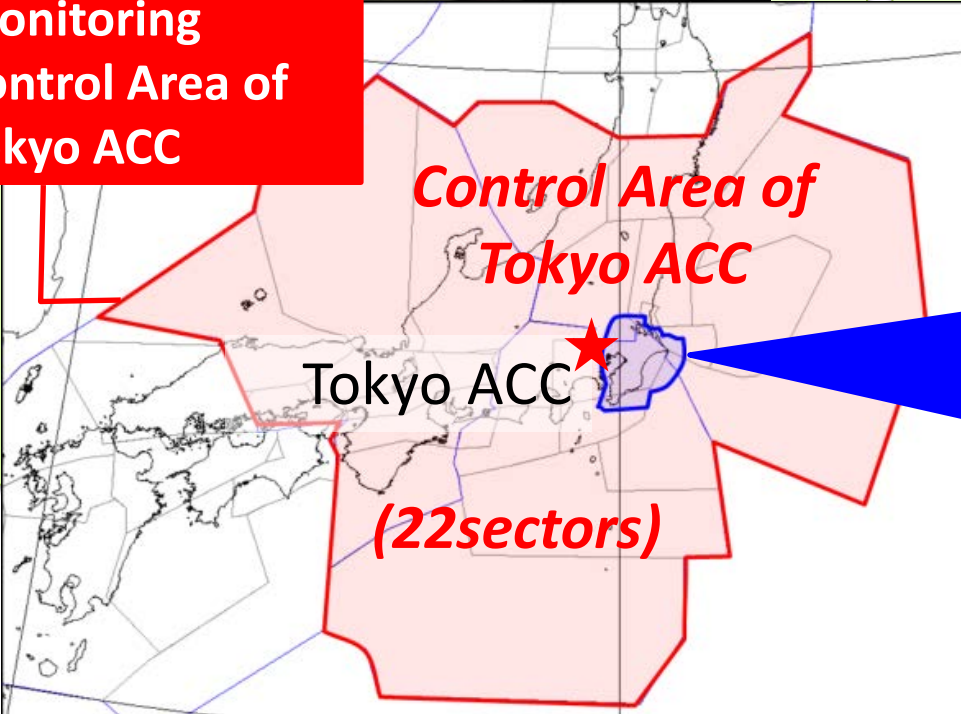 onitoring
ontrol Area of
kyo ACC
Control Area of
Tokyo ACC
Tokyo ACC
(22sectors)